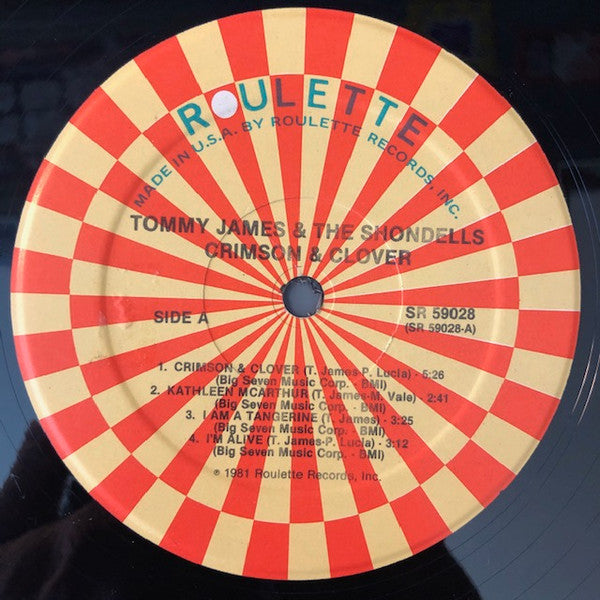 ROULETTE
MADE IN U.S.A. BY ROULETTE RECORDS, INC.
TOMMY JAMES & THE SHONDELLS
CRIMSON & CLOVER
SIDE A
SR 59028
(SR 59028-A)
1. CRIMSON & CLOVER (T. James-P. Lucia) - 5:26
(Big Seven Music Corp. - BMI)
2. KATHLEEN MCARTHUR (T. James-M. Vale) - 2:41
(Big Seven Music Corp. - BMI)
3. I AM A TANGERINE (T. James) - 3:25
(Big Seven Music Corp. - BMI)
4. I'M ALIVE (T. James-P. Lucia) - 3:12
(Big Seven Music Corp. - BMI)
℗ 1981 Roulette Records, Inc.